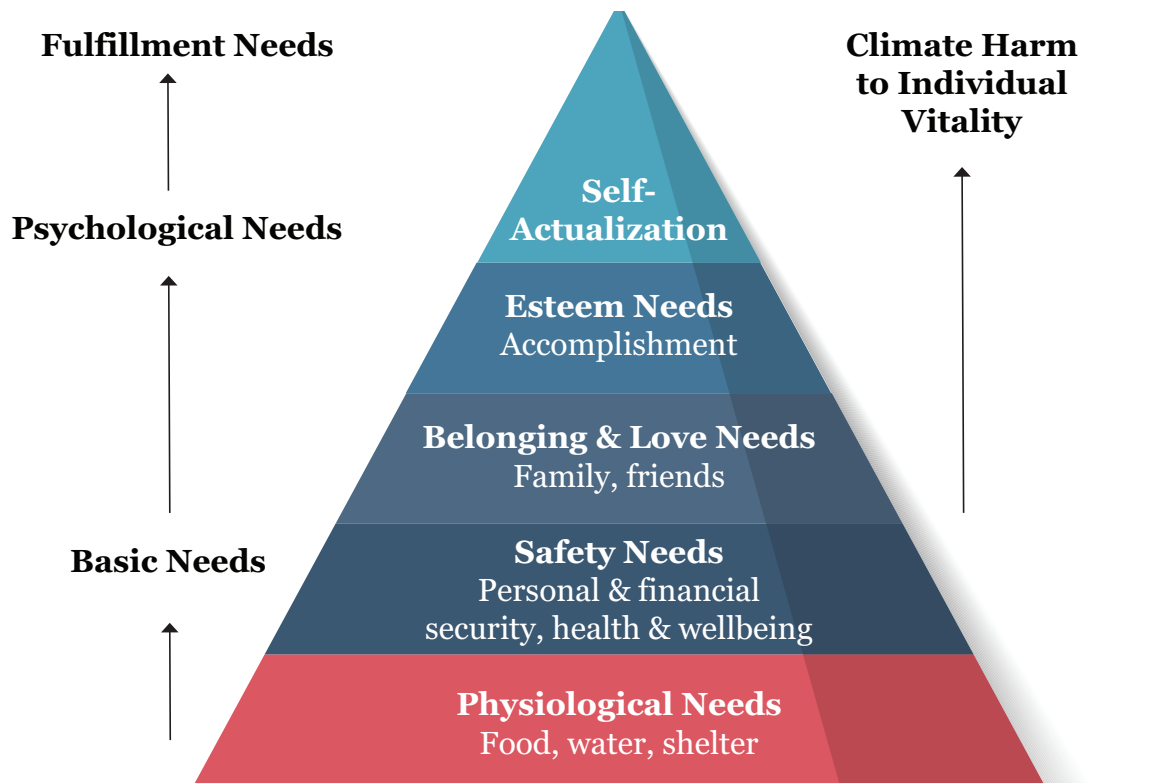 Fulfillment Needs
Psychological Needs
Basic Needs
Self-
Actualization
Esteem Needs
Accomplishment
Belonging & Love Needs
Family, friends
Safety Needs
Personal & financial
security, health & wellbeing
Physiological Needs
Food, water, shelter
Climate Harm
to Individual
Vitality